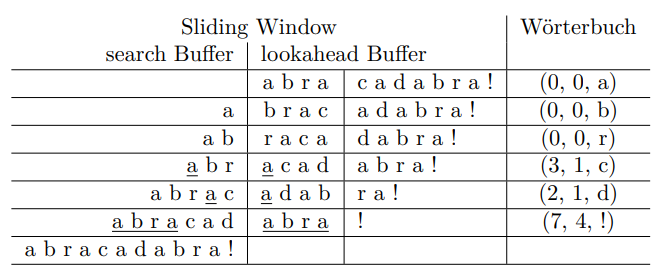 Sliding Window Wörterbuch
search Buffer lookahead Buffer
a b r a c a d a b r a ! (0, 0, a)
a b r a c a d a b r a ! (0, 0, b)
a b r a c a d a b r a ! (0, 0, r)
a b r a c a d a b r a ! (3, 1, c)
a b r a c a d a b r a ! (2, 1, d)
a b r a c a d a b r a ! (7, 4, !)
a b r a c a d a b r a !